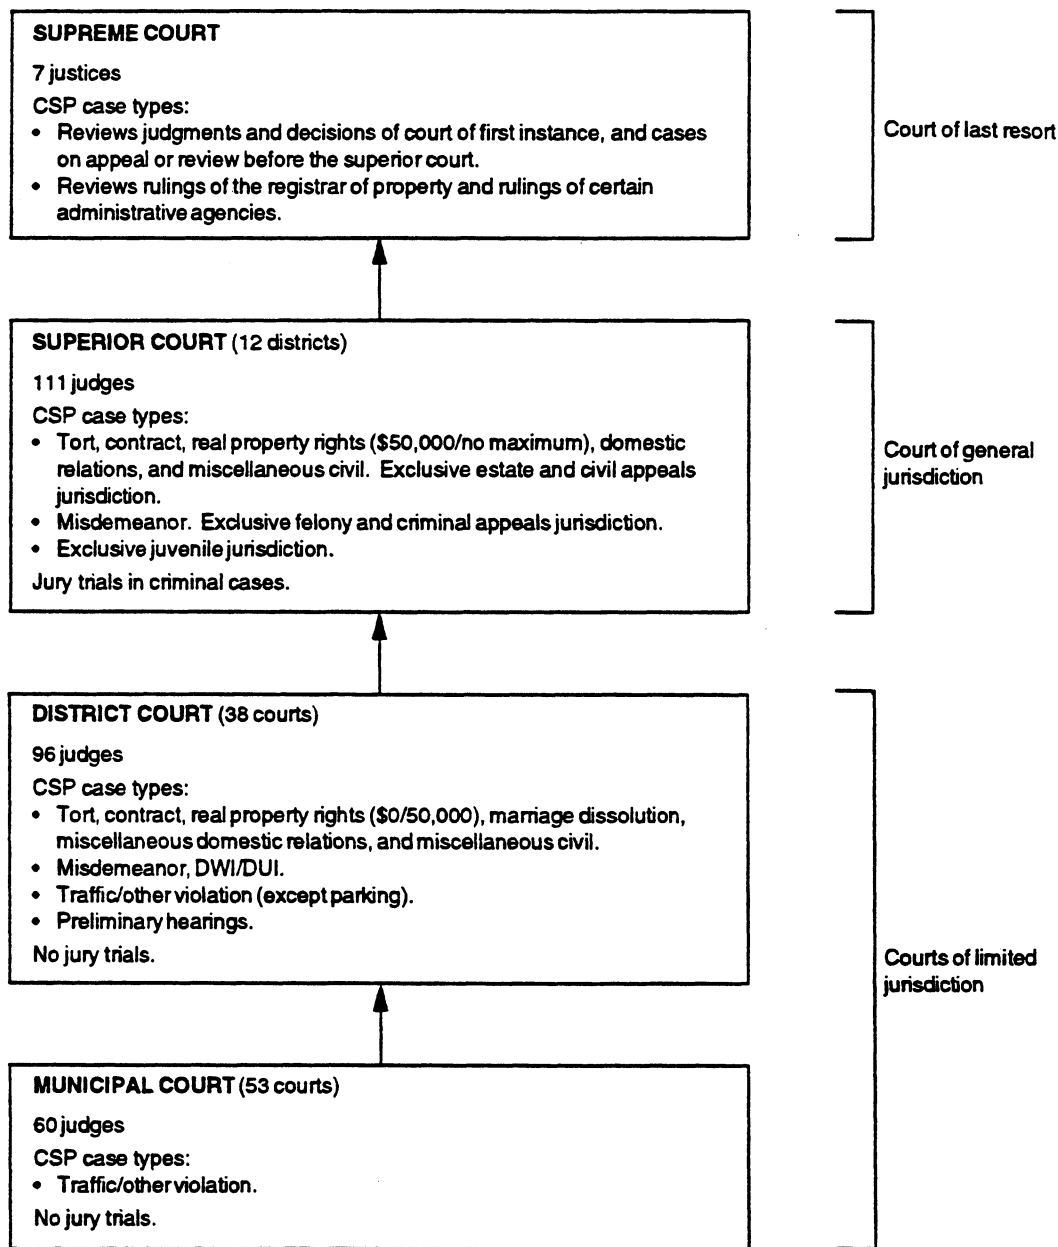 SUPREME COURT
7 justices
CSP case types:
• Reviews judgments and decisions of court of first instance, and cases
on appeal or review before the superior court.
• Reviews rulings of the registrar of property and rulings of certain
administrative agencies.
Court of last resort
SUPERIOR COURT (12 districts)
111 judges
CSP case types:
• Tort, contract, real property rights ($50,000/no maximum), domestic
relations, and miscellaneous civil. Exclusive estate and civil appeals
jurisdiction.
• Misdemeanor. Exclusive felony and criminal appeals jurisdiction.
• Exclusive juvenile jurisdiction.
Jury trials in criminal cases.
Court of general
jurisdiction
DISTRICT COURT (38 courts)
96 judges
CSP case types:
• Tort, contract, real property rights ($0/50,000), marriage dissolution,
miscellaneous domestic relations, and miscellaneous civil.
• Misdemeanor, DWI/DUI.
• Traffic/other violation (except parking).
• Preliminary hearings.
No jury trials.
Courts of limited
jurisdiction
MUNICIPAL COURT (53 courts)
60 judges
CSP case types:
• Traffic/other violation.
No jury trials.